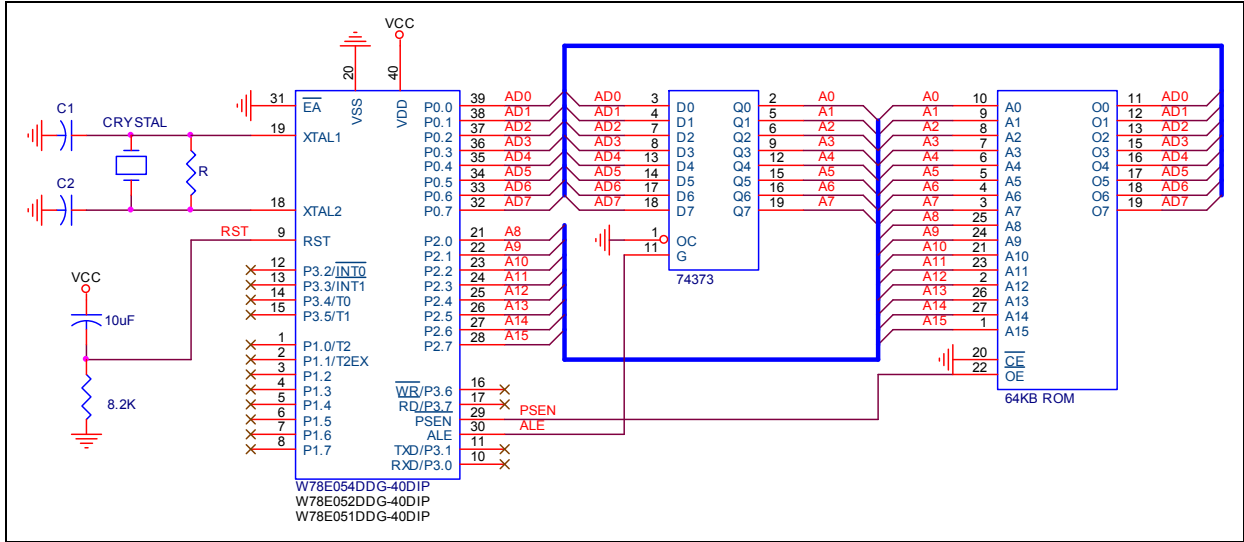 VCC
C1
CRYSTAL
C2
R
RST
VCC
10uF
8.2K
31 EA
19 XTAL1
18 XTAL2
9 RST
12 P3.2/INT0
13 P3.3/INT1
14 P3.4/T0
15 P3.5/T1
1 P1.0/T2
2 P1.1/T2EX
3 P1.2
4 P1.3
5 P1.4
6 P1.5
7 P1.6
8 P1.7
20 VSS
40 VDD
P0.0 39 AD0
P0.1 38 AD1
P0.2 37 AD2
P0.3 36 AD3
P0.4 35 AD4
P0.5 34 AD5
P0.6 33 AD6
P0.7 32 AD7
P2.0 21 A8
P2.1 22 A9
P2.2 23 A10
P2.3 24 A11
P2.4 25 A12
P2.5 26 A13
P2.6 27 A14
P2.7 28 A15
WR/P3.6 16
RD/P3.7 17
PSEN 29 PSEN
ALE 30 ALE
TXD/P3.1 11
RXD/P3.0 10
W78E054DDG-40DIP
W78E052DDG-40DIP
W78E051DDG-40DIP
AD0 3 D0 Q0 2 A0
AD1 4 D1 Q1 5 A1
AD2 7 D2 Q2 6 A2
AD3 8 D3 Q3 9 A3
AD4 13 D4 Q4 12 A4
AD5 14 D5 Q5 15 A5
AD6 17 D6 Q6 16 A6
AD7 18 D7 Q7 19 A7
1 OC
11 G
74373
A0 10 A0 O0 11 AD0
A1 9 A1 O1 12 AD1
A2 8 A2 O2 13 AD2
A3 7 A3 O3 15 AD3
A4 6 A4 O4 16 AD4
A5 5 A5 O5 17 AD5
A6 4 A6 O6 18 AD6
A7 3 A7 O7 19 AD7
A8 25 A8
A9 24 A9
A10 21 A10
A11 23 A11
A12 2 A12
A13 26 A13
A14 27 A14
A15 1 A15
20 CE
22 OE
64KB ROM